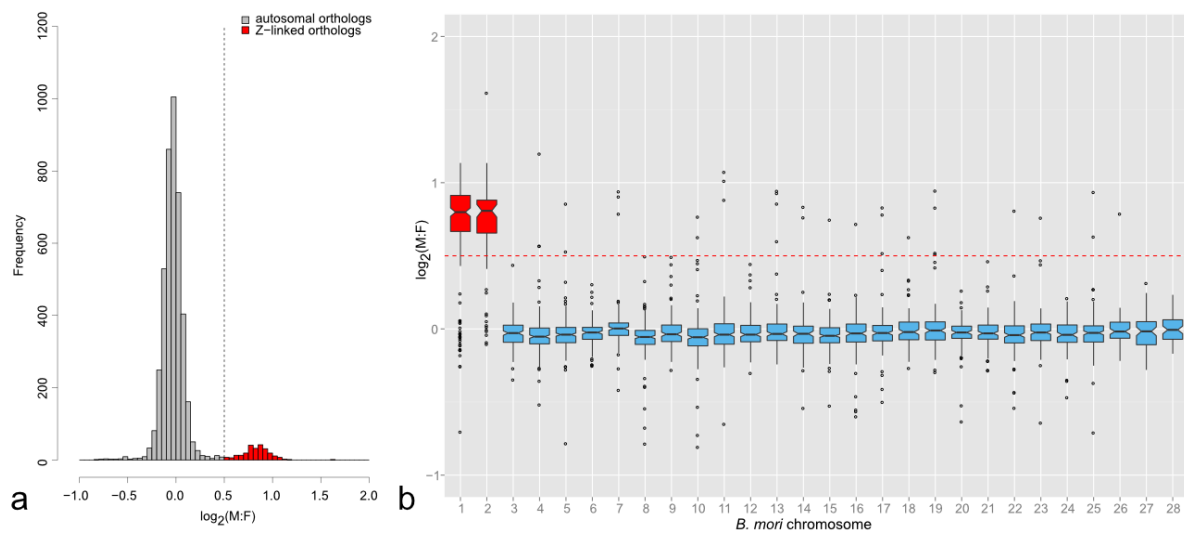 autosomal orthologs
Z−linked orthologs
1200
1000
800
600
400
200
0
Frequency
−1.0 −0.5 0.0 0.5 1.0 1.5 2.0
log2(M:F)
a
2
1
0
−1
log2(M:F)
1 2 3 4 5 6 7 8 9 10 11 12 13 14 15 16 17 18 19 20 21 22 23 24 25 26 27 28
B. mori chromosome
b